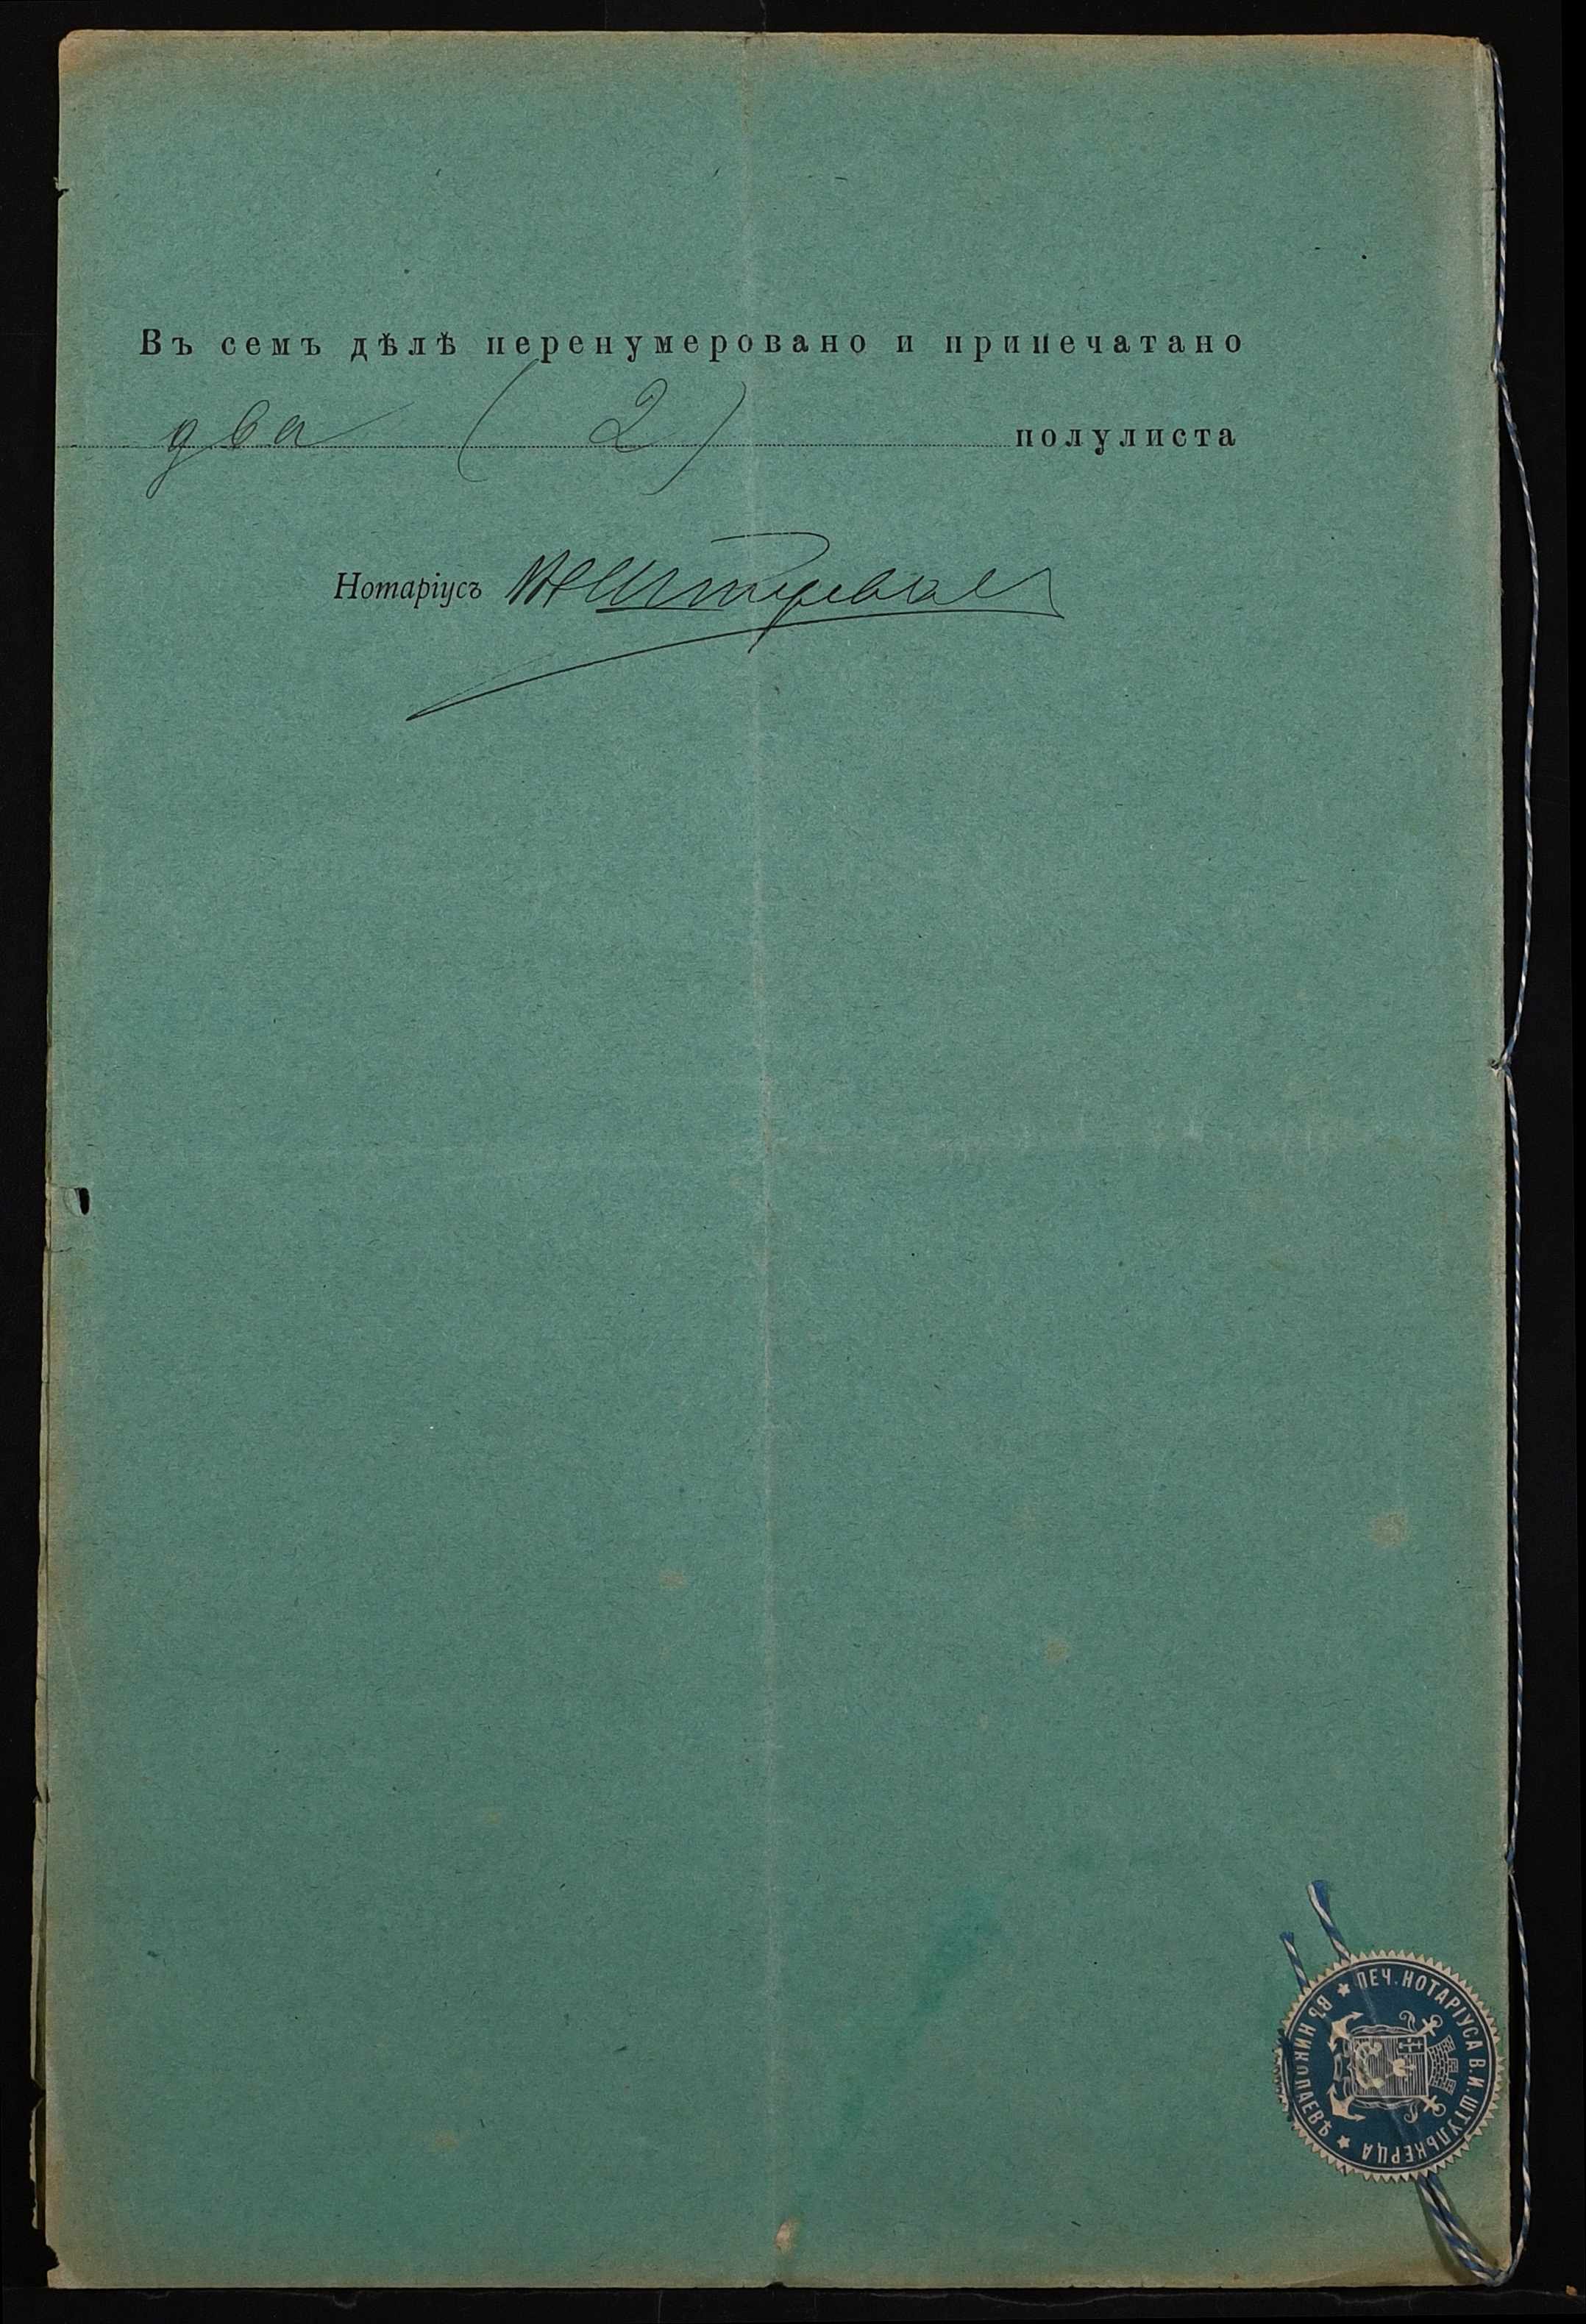 Въ семъ дѣлѣ перенумеровано и припечатано
два (2) полулиста
Нотаріусъ
ПЕЧ. НОТАРІУСА В. И. ШТУЛЬКЕРЦА
ВЪ НИКОЛАЕВѢ